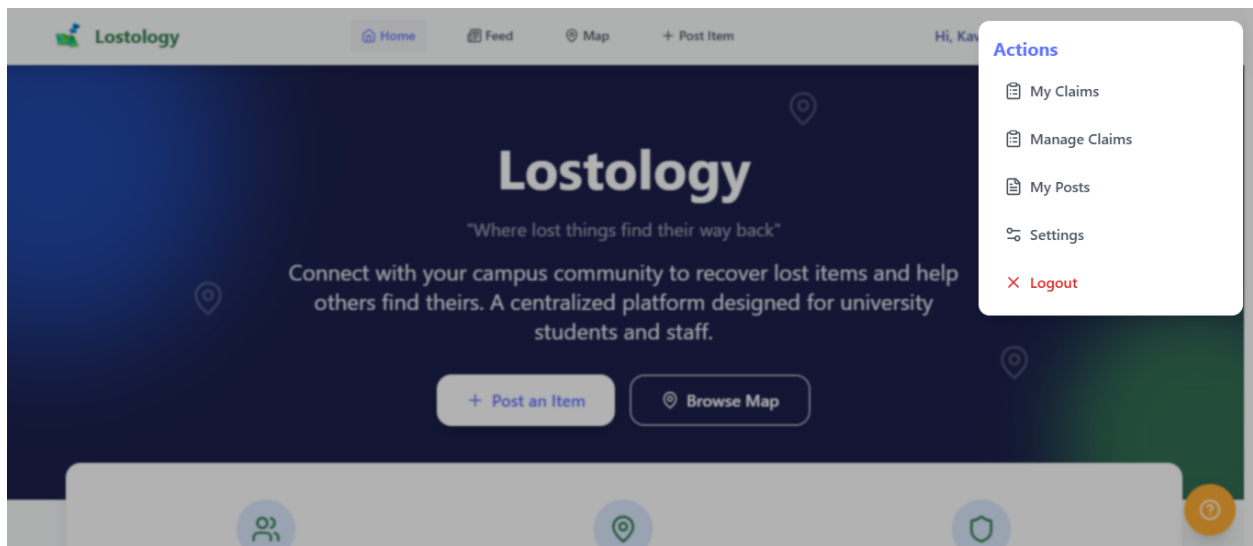 Lostology
Home
Feed
Map
+ Post Item
Hi, Kav
Actions
My Claims
Manage Claims
My Posts
Settings
Logout
Lostology
"Where lost things find their way back"
Connect with your campus community to recover lost items and help
others find theirs. A centralized platform designed for university
students and staff.
+ Post an Item
Browse Map